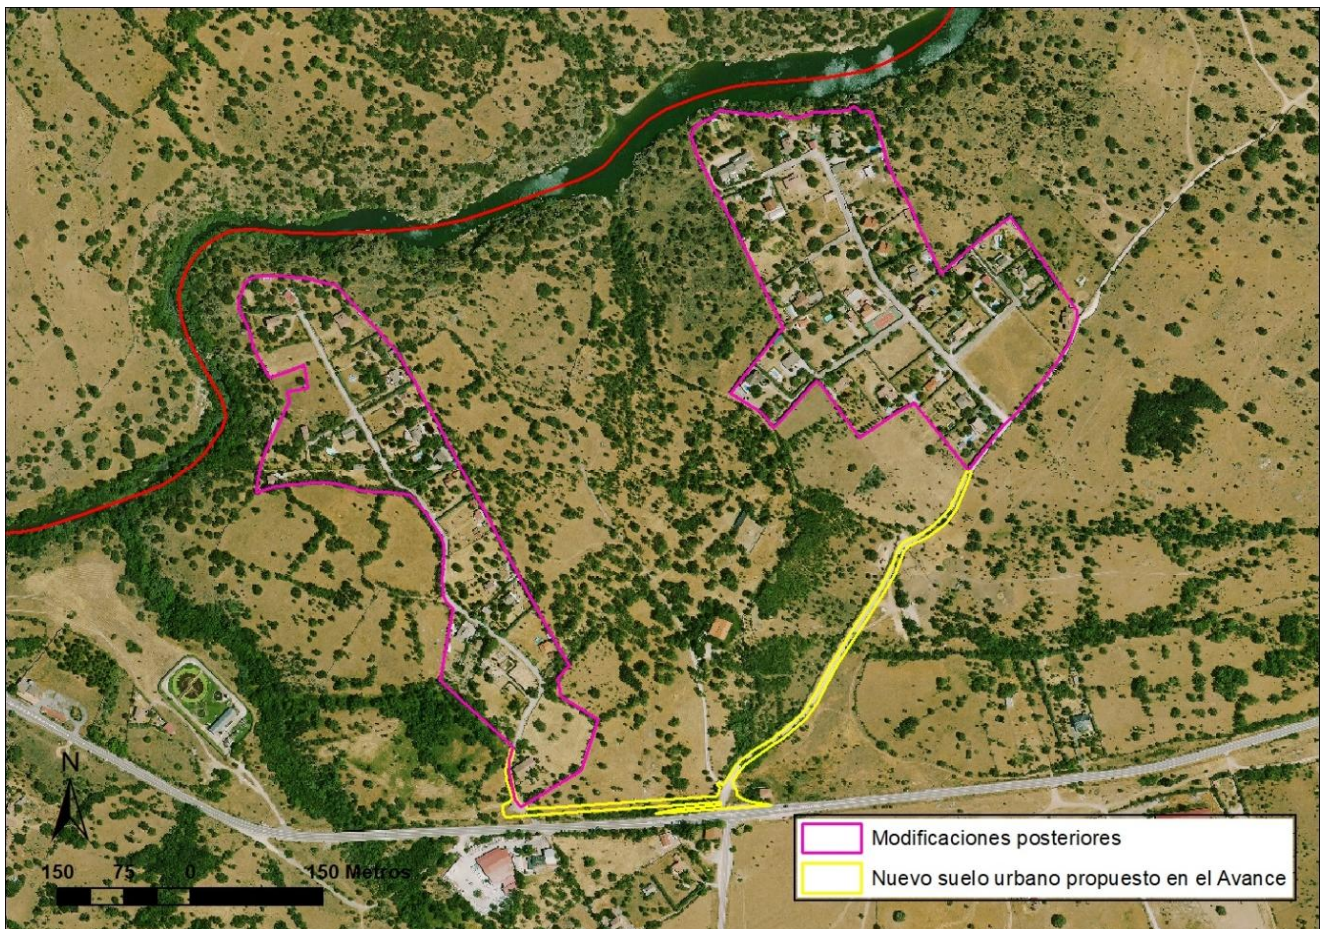 N
150 75 0 150 Metros
Modificaciones posteriores
Nuevo suelo urbano propuesto en el Avance